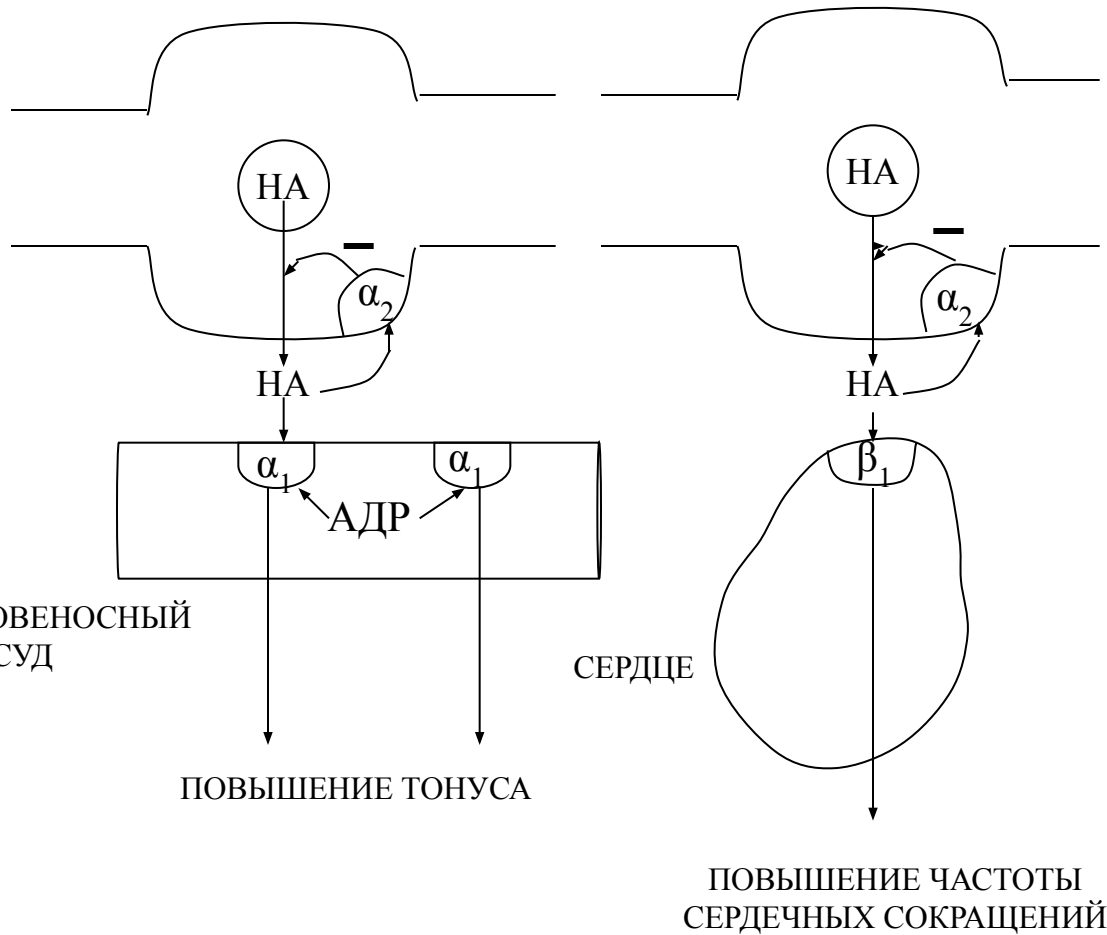 НА
–
α₂
НА
α₁
α₁
АДР
ОВЕНОСНЫЙ
СУД
ПОВЫШЕНИЕ ТОНУСА
НА
–
α₂
НА
β₁
СЕРДЦЕ
ПОВЫШЕНИЕ ЧАСТОТЫ
СЕРДЕЧНЫХ СОКРАЩЕНИЙ